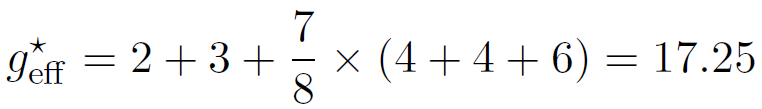 g⋆eff = 2 + 3 + 7/8 × (4 + 4 + 6) = 17.25